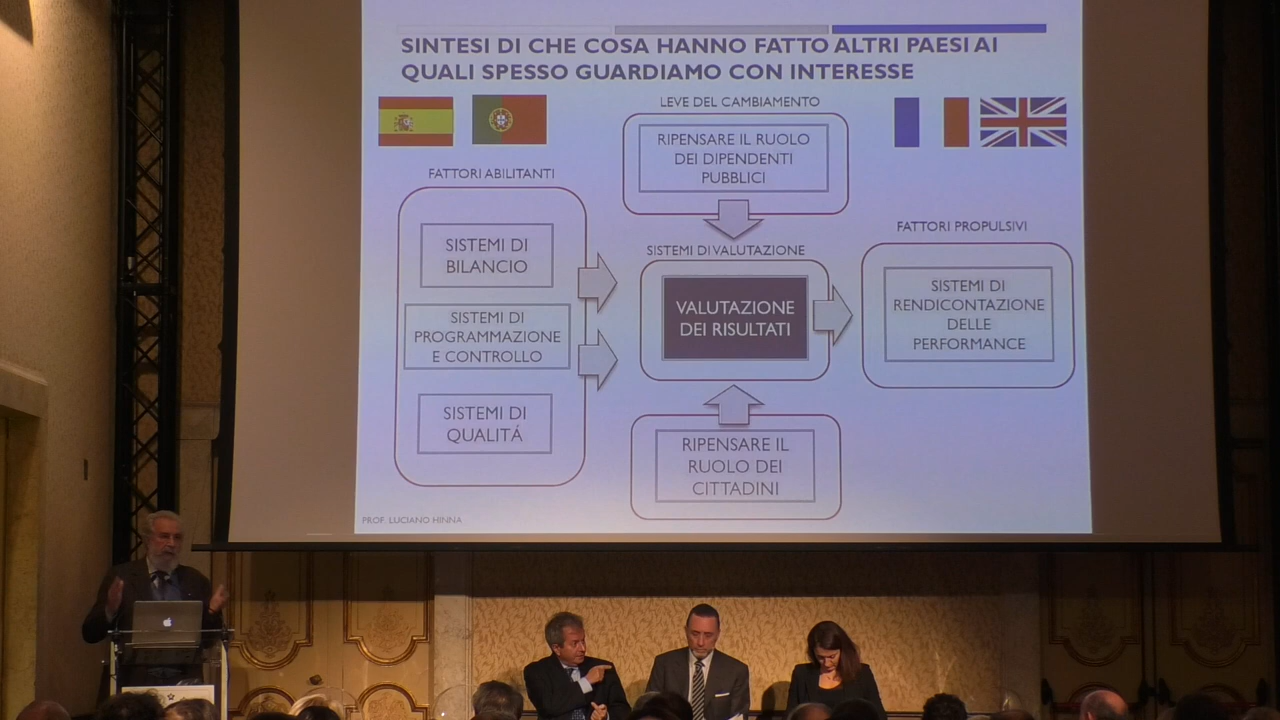 SINTESI DI CHE COSA HANNO FATTO ALTRI PAESI AI
QUALI SPESSO GUARDIAMO CON INTERESSE
LEVE DEL CAMBIAMENTO
RIPENSARE IL RUOLO
DEI DIPENDENTI
PUBBLICI
FATTORI ABILITANTI
SISTEMI DI
BILANCIO
SISTEMI DI
PROGRAMMAZIONE
E CONTROLLO
SISTEMI DI
QUALITÁ
SISTEMI DI VALUTAZIONE
VALUTAZIONE
DEI RISULTATI
FATTORI PROPULSIVI
SISTEMI DI
RENDICONTAZIONE
DELLE
PERFORMANCE
RIPENSARE IL
RUOLO DEI
CITTADINI
PROF. LUCIANO HINNA